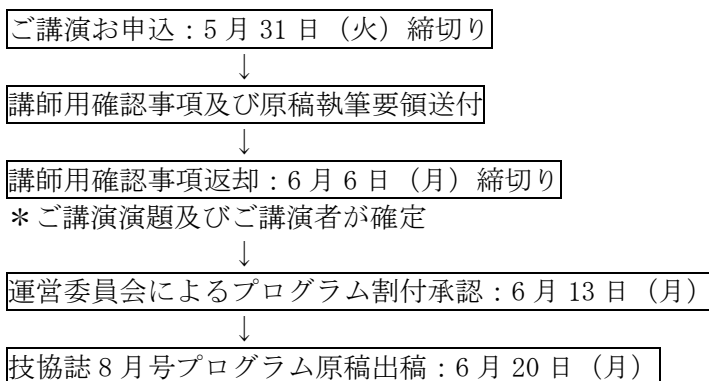 ご講演お申込：5 月 31 日（火）締切り
↓
講師用確認事項及び原稿執筆要領送付
↓
講師用確認事項返却：6 月 6 日（月）締切り
＊ご講演演題及びご講演者が確定
↓
運営委員会によるプログラム割付承認：6 月 13 日（月）
↓
技協誌 8 月号プログラム原稿出稿：6 月 20 日（月）